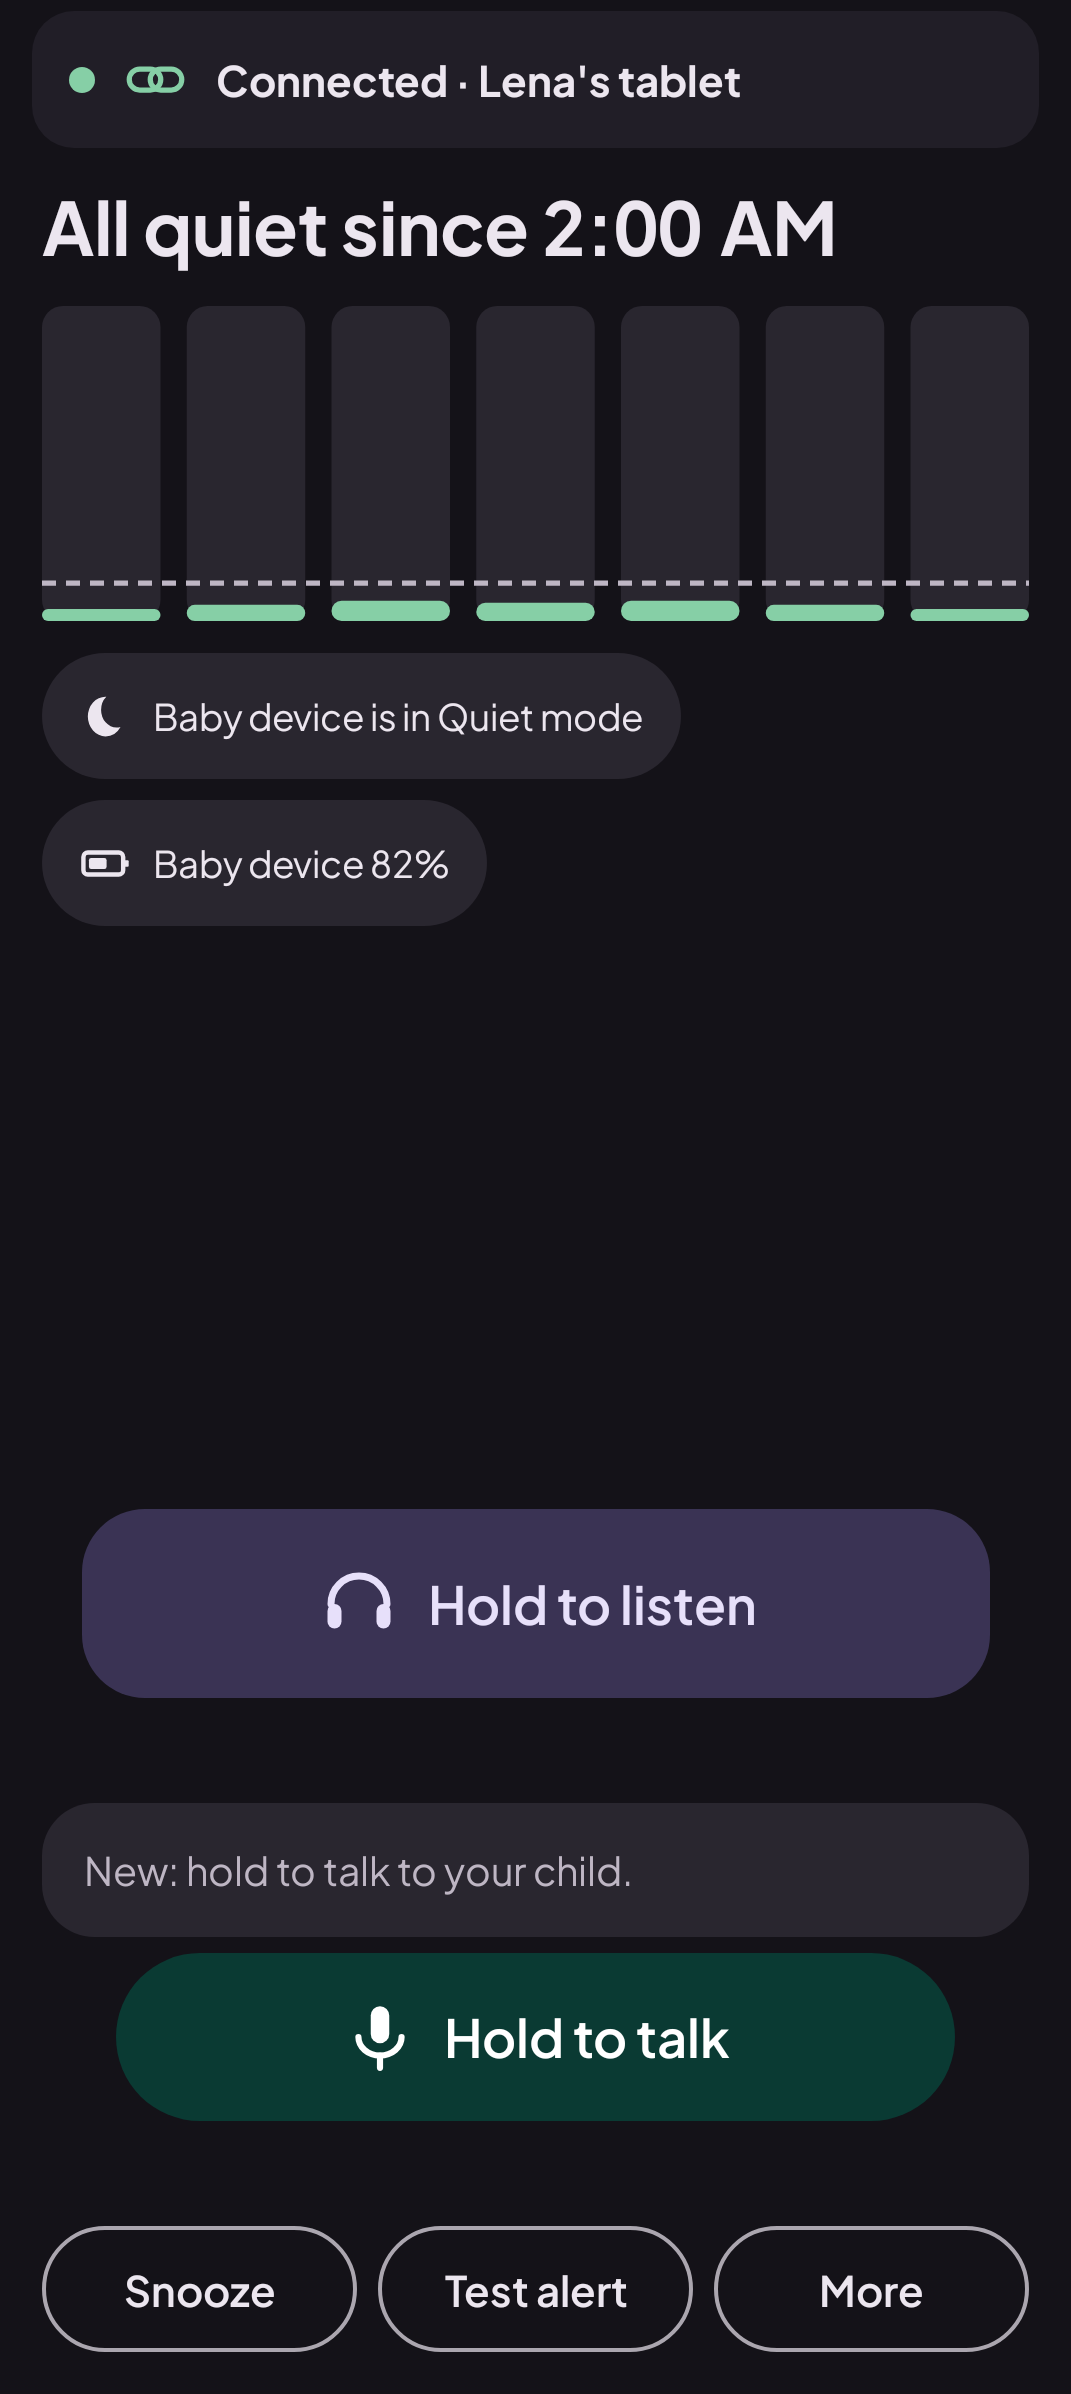 Connected · Lena's tablet
All quiet since 2:00 AM
Baby device is in Quiet mode
Baby device 82%
Hold to listen
New: hold to talk to your child.
Hold to talk
Snooze
Test alert
More